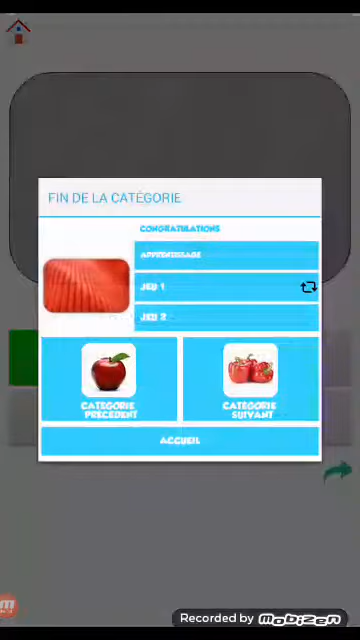 FIN DE LA CATÉGORIE
CONGRATULATIONS
APPRENTISSAGE
JEU 1
JEU 2
CATEGORIE PRECEDENT
CATEGORIE SUIVANT
ACCUEIL
Recorded by mobizen